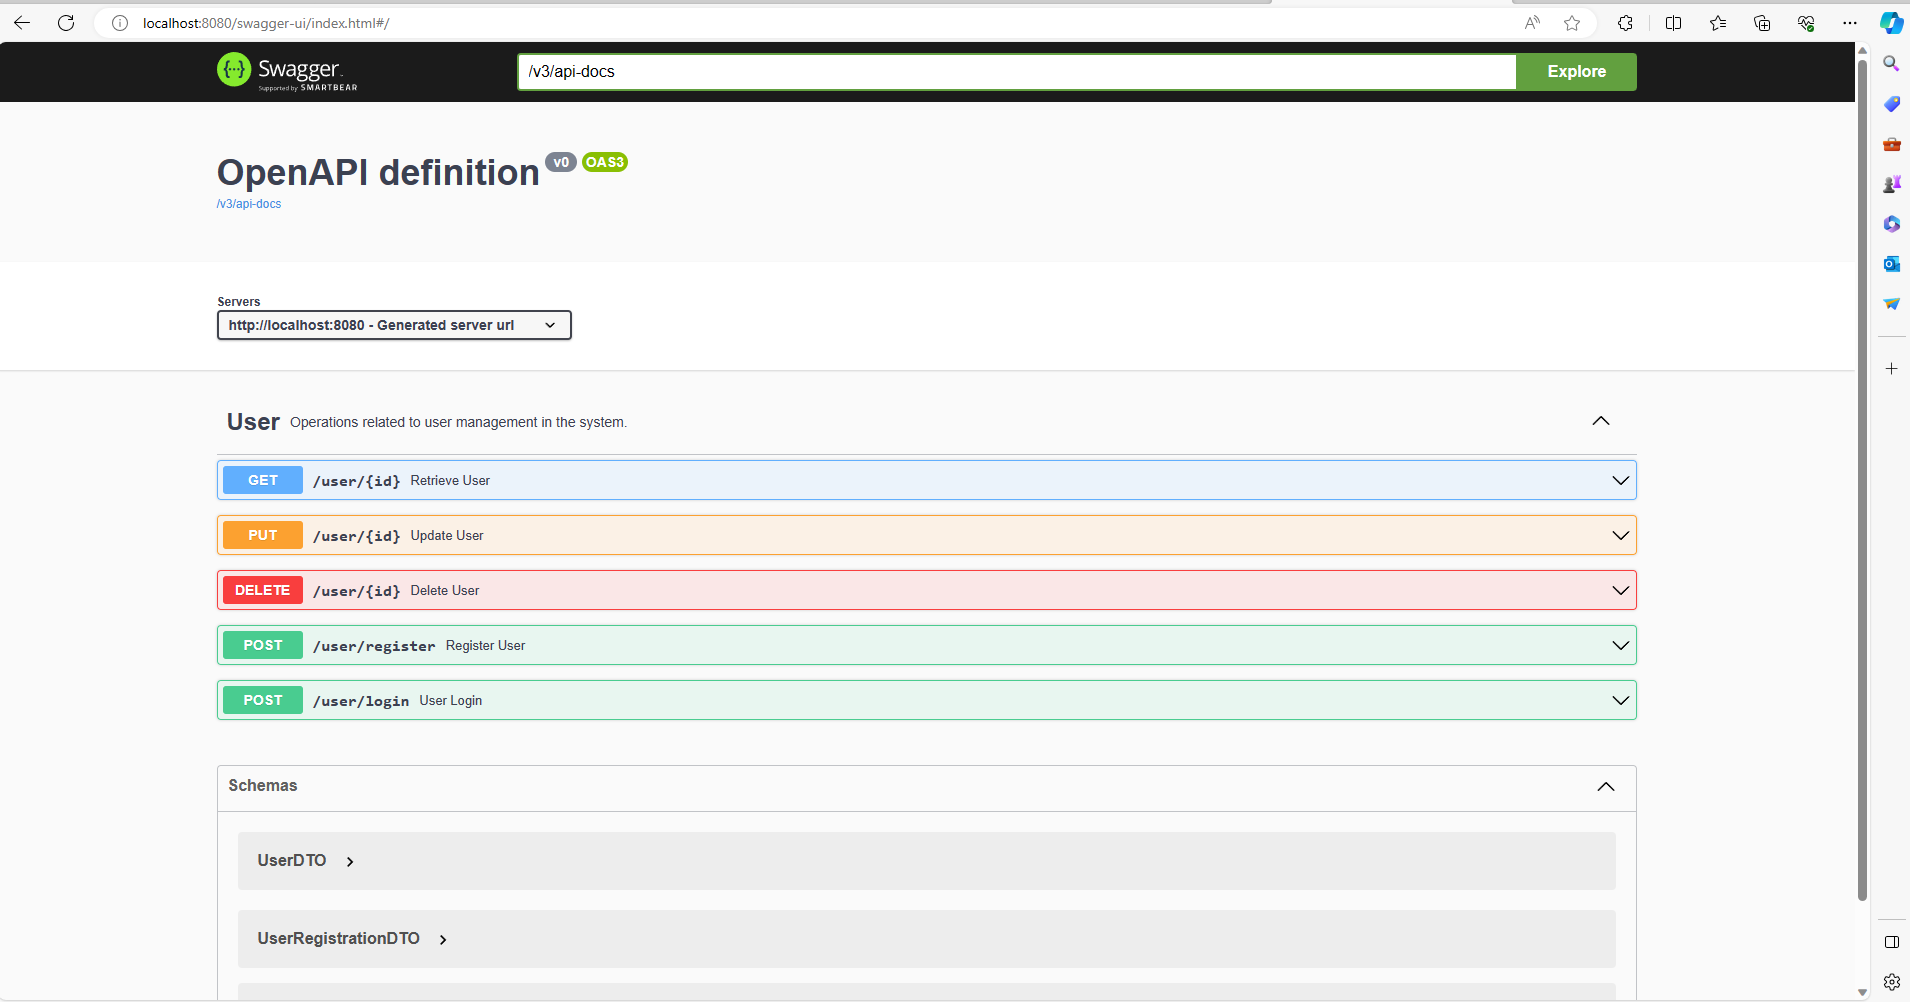 localhost:8080/swagger-ui/index.html#/
Swagger
Supported by SMARTBEAR
/v3/api-docs
Explore
OpenAPI definition v0 OAS3
/v3/api-docs
Servers
http://localhost:8080 - Generated server url
User Operations related to user management in the system.
GET /user/{id} Retrieve User
PUT /user/{id} Update User
DELETE /user/{id} Delete User
POST /user/register Register User
POST /user/login User Login
Schemas
UserDTO
UserRegistrationDTO